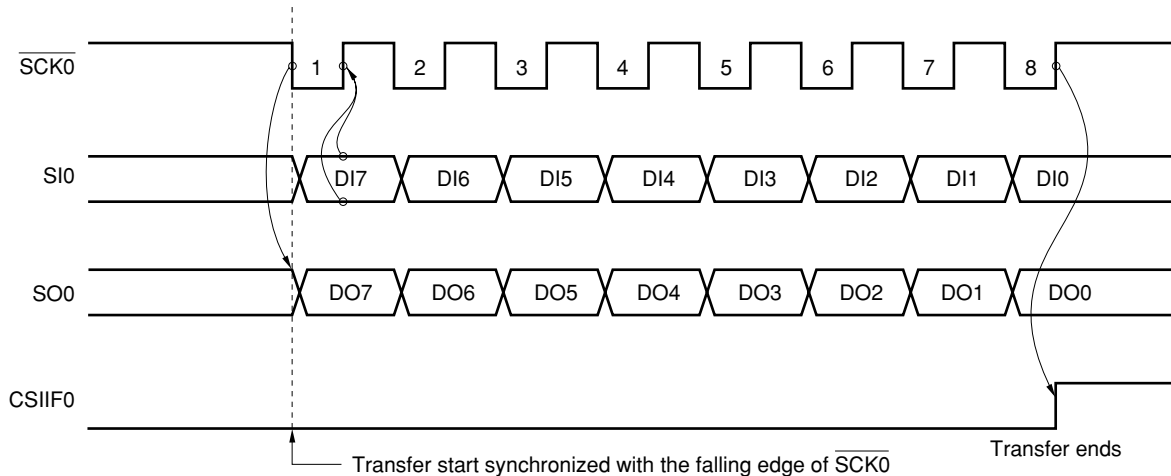 SCK0
1 2 3 4 5 6 7 8
SI0
DI7 DI6 DI5 DI4 DI3 DI2 DI1 DI0
SO0
DO7 DO6 DO5 DO4 DO3 DO2 DO1 DO0
CSIIF0
Transfer ends
Transfer start synchronized with the falling edge of SCK0